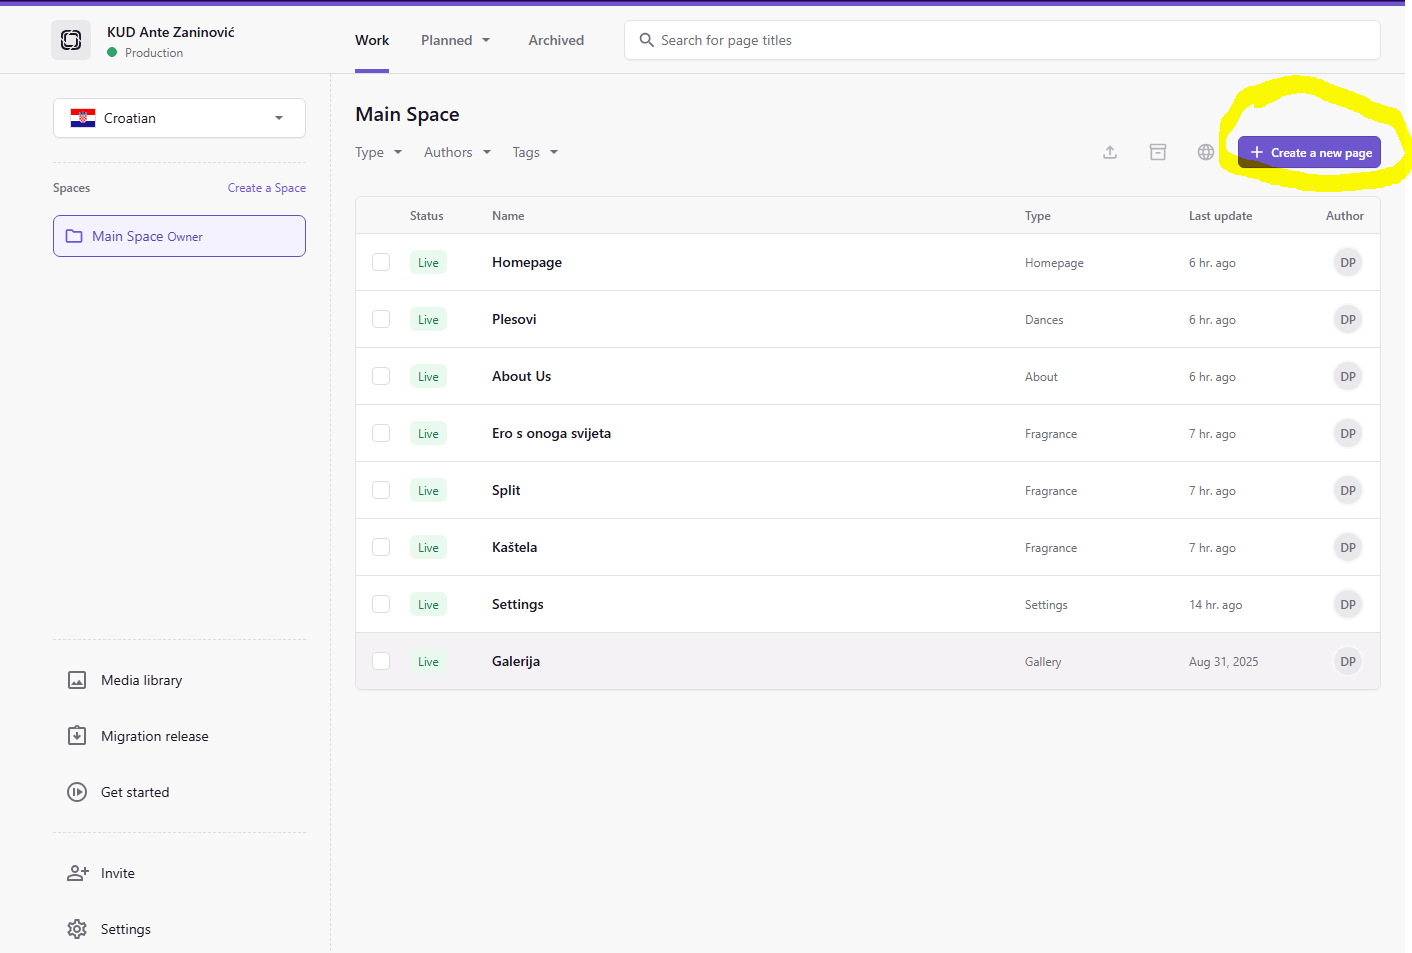 KUD Ante Zaninović
Production
Work
Planned
Archived
Search for page titles
Croatian
Spaces
Create a Space
Main Space Owner
Media library
Migration release
Get started
Invite
Settings
Main Space
Type
Authors
Tags
Create a new page
Status Name Type Last update Author
Live Homepage Homepage 6 hr. ago DP
Live Plesovi Dances 6 hr. ago DP
Live About Us About 6 hr. ago DP
Live Ero s onoga svijeta Fragrance 7 hr. ago DP
Live Split Fragrance 7 hr. ago DP
Live Kaštela Fragrance 7 hr. ago DP
Live Settings Settings 14 hr. ago DP
Live Galerija Gallery Aug 31, 2025 DP